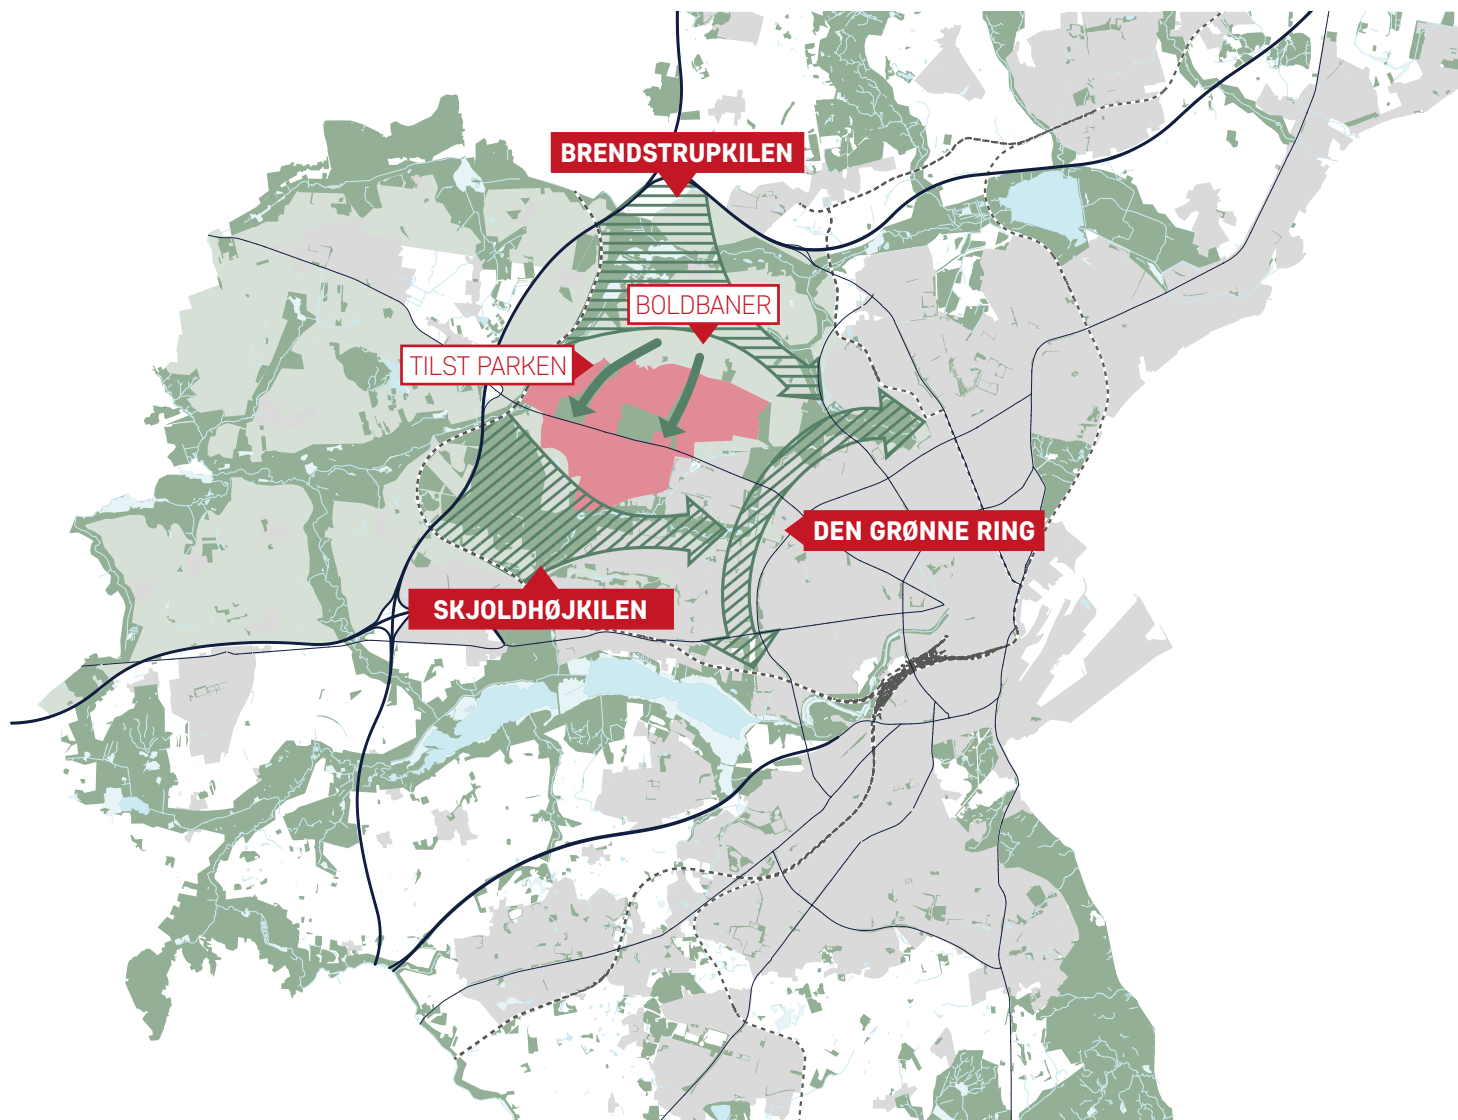 BRENDSTRUPKILEN
BOLDBANER
TILST PARKEN
DEN GRØNNE RING
SKJOLDHØJKILEN